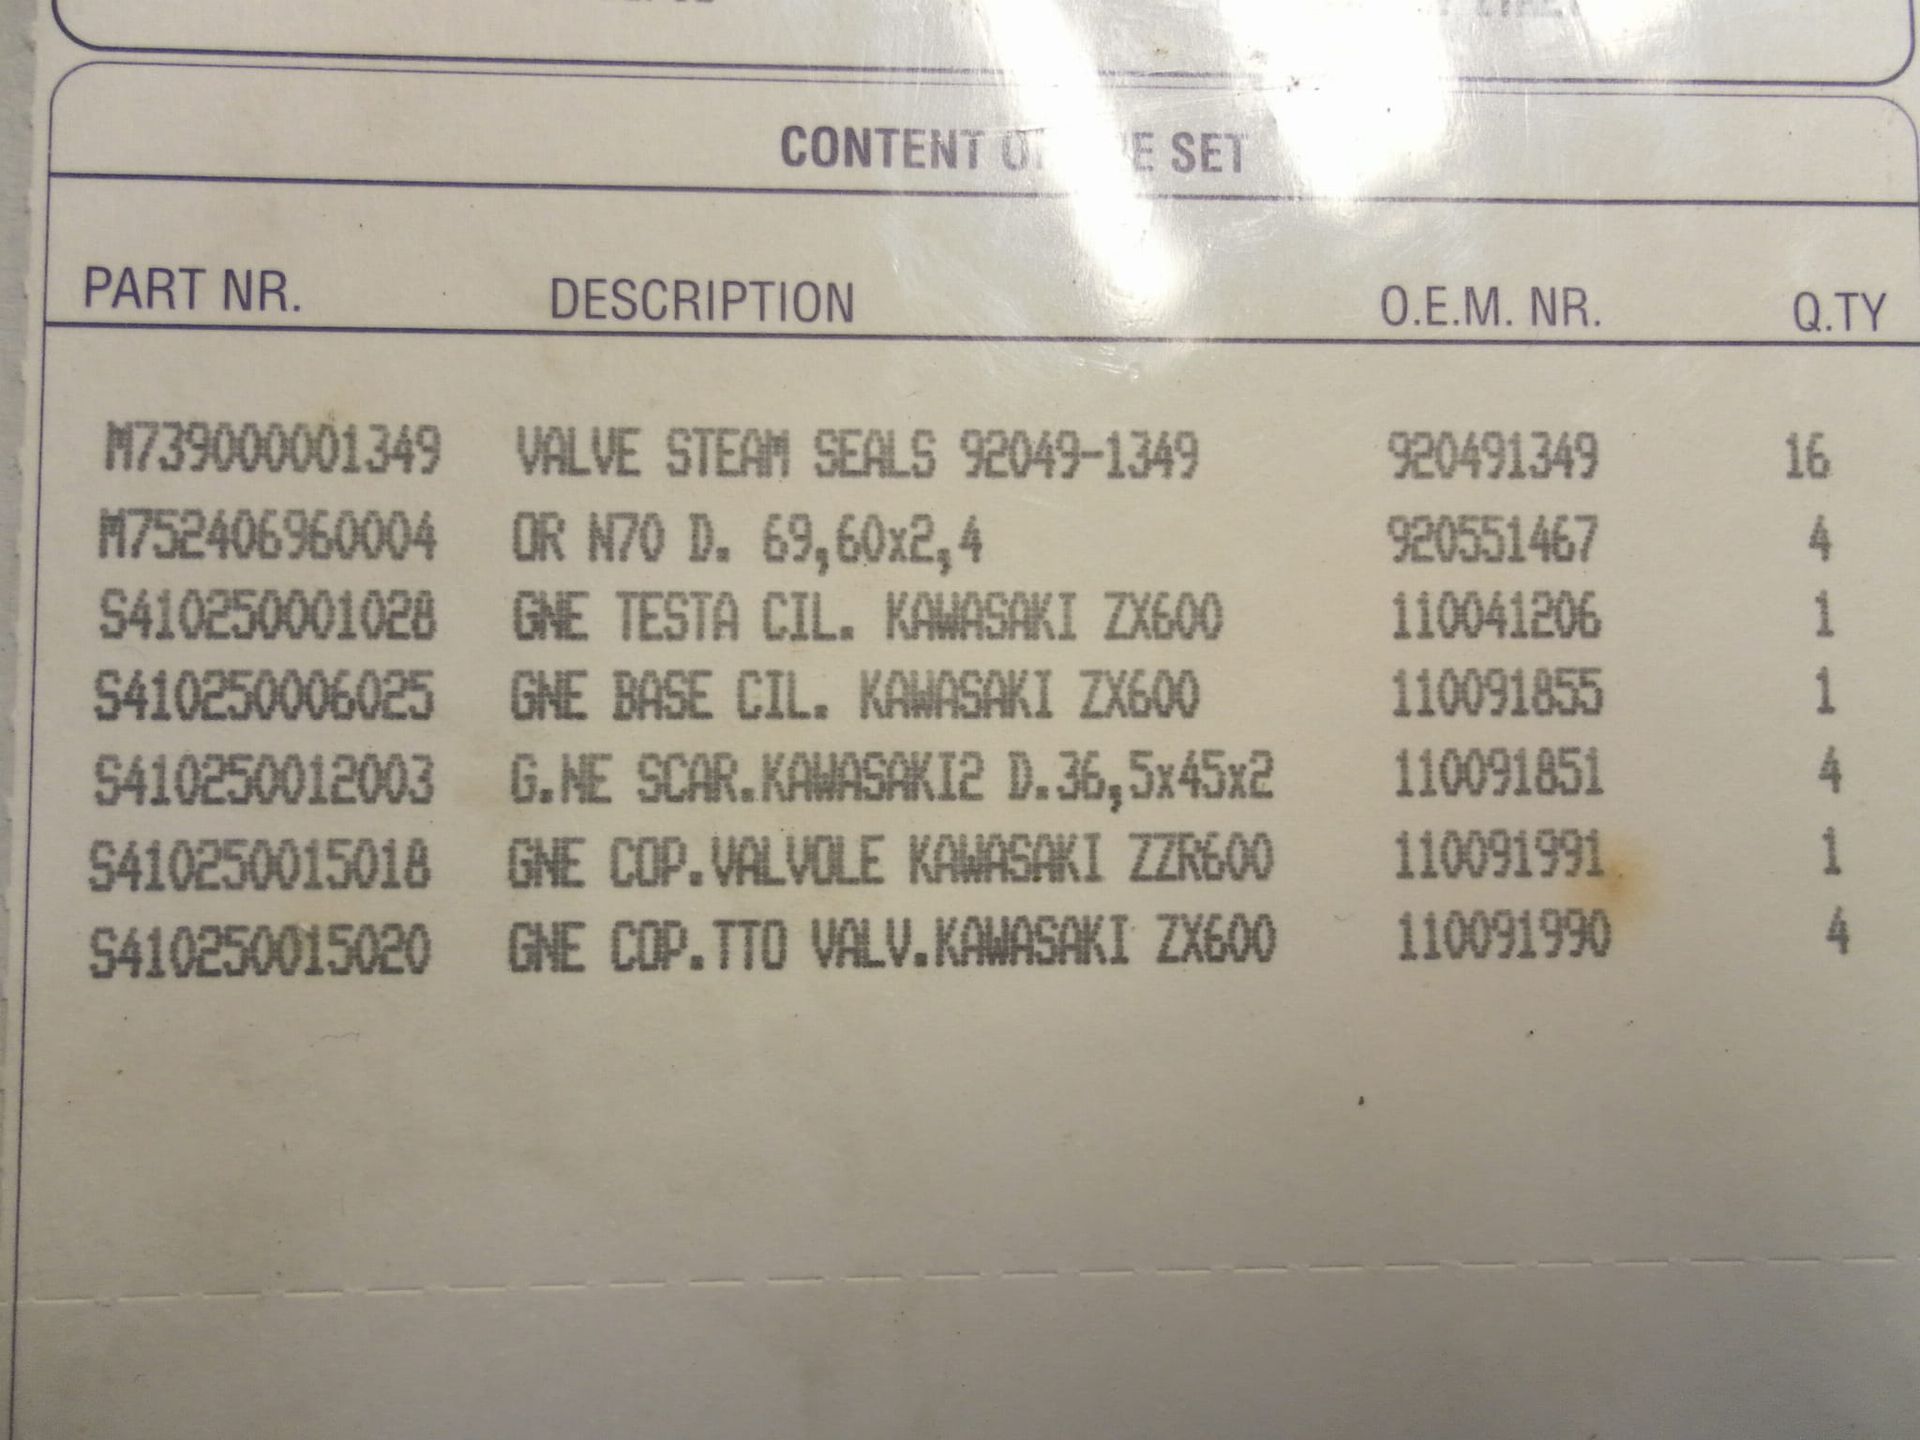 CONTENT OF THE SET
PART NR. DESCRIPTION O.E.M. NR. Q.TY
M739000001349 VALVE STEAM SEALS 92049-1349 920491349 16
M752406960004 OR N70 D. 69,60x2,4 920551467 4
S410250001028 GNE TESTA CIL. KAWASAKI ZX600 110041206 1
S410250006025 GNE BASE CIL. KAWASAKI ZX600 110091855 1
S410250012003 G.NE SCAR.KAWASAKI2 D.36,5x45x2 110091851 4
S410250015018 GNE COP.VALVOLE KAWASAKI ZZR600 110091991 1
S410250015020 GNE COP.TTO VALV.KAWASAKI ZX600 110091990 4